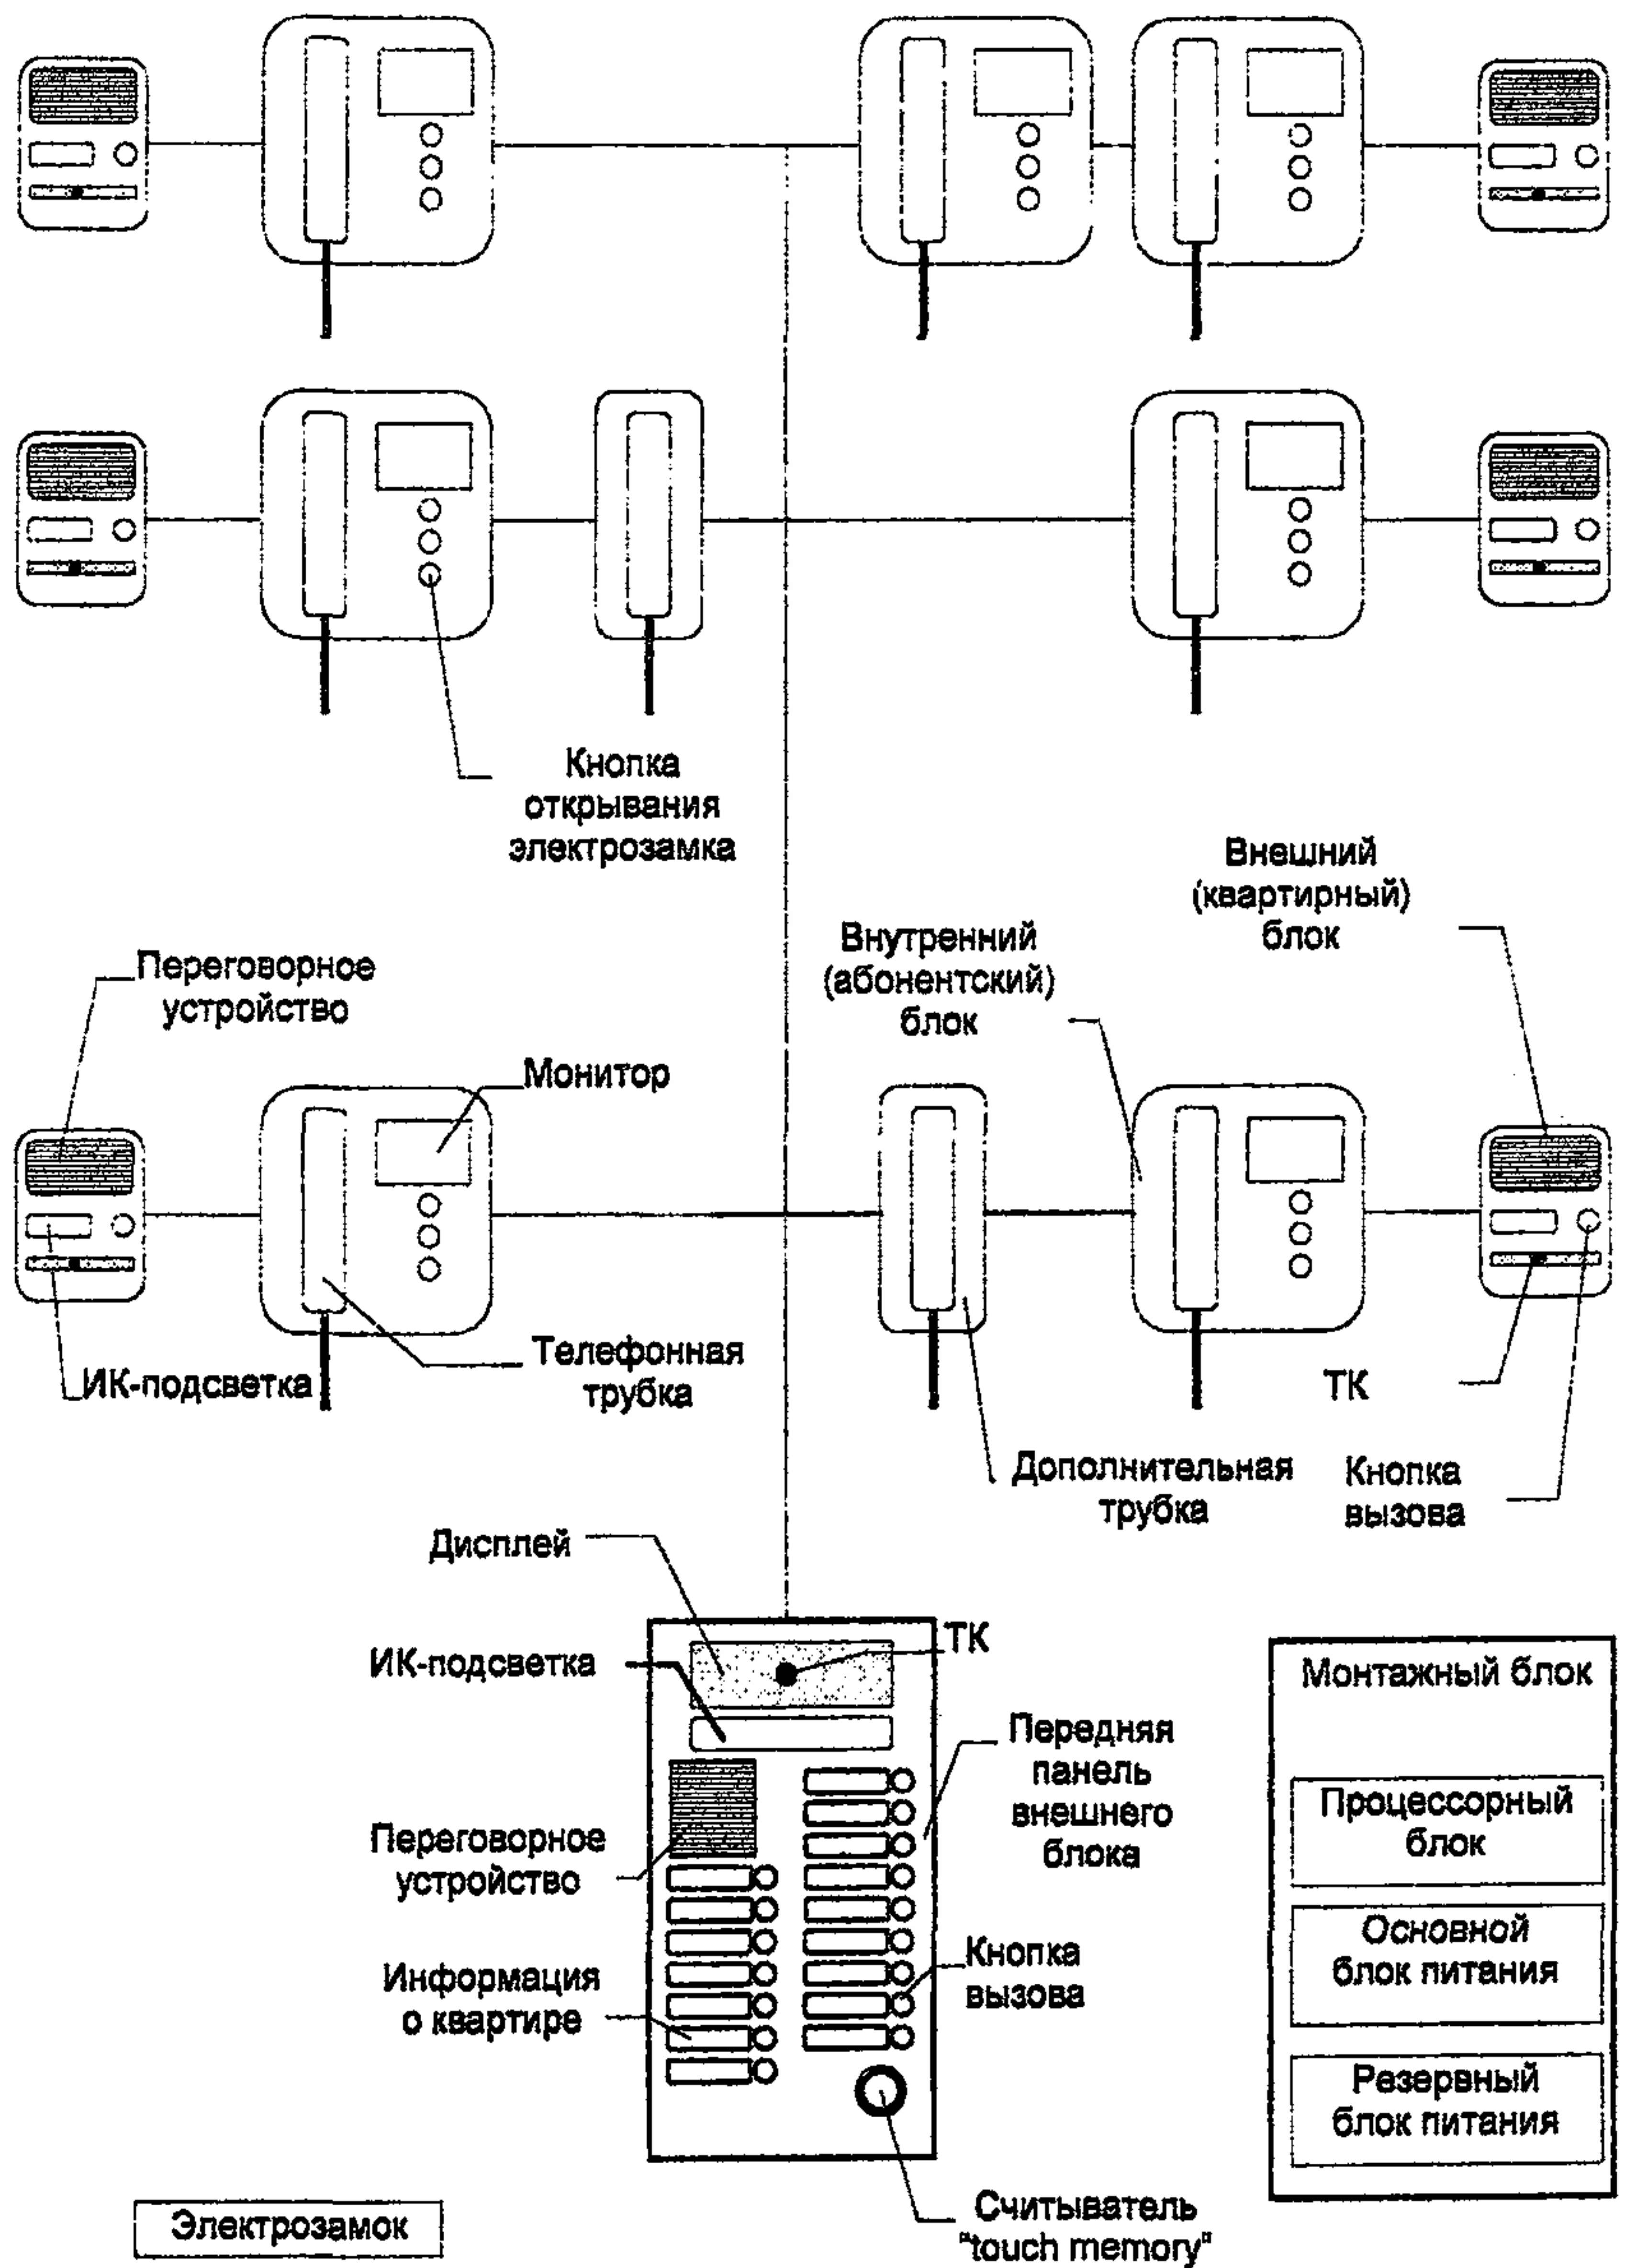 Кнопка
открывания
электрозамка
Внешний
(квартирный)
блок
Внутренний
(абонентский)
блок
Переговорное
устройство
Монитор
ИК-подсветка
Телефонная
трубка
ТК
Дополнительная
трубка
Кнопка
вызова
Дисплей
ИК-подсветка
ТК
Передняя
панель
внешнего
блока
Переговорное
устройство
Информация
о квартире
Кнопка
вызова
Считыватель
"touch memory"
Электрозамок
Монтажный блок
Процессорный
блок
Основной
блок питания
Резервный
блок питания